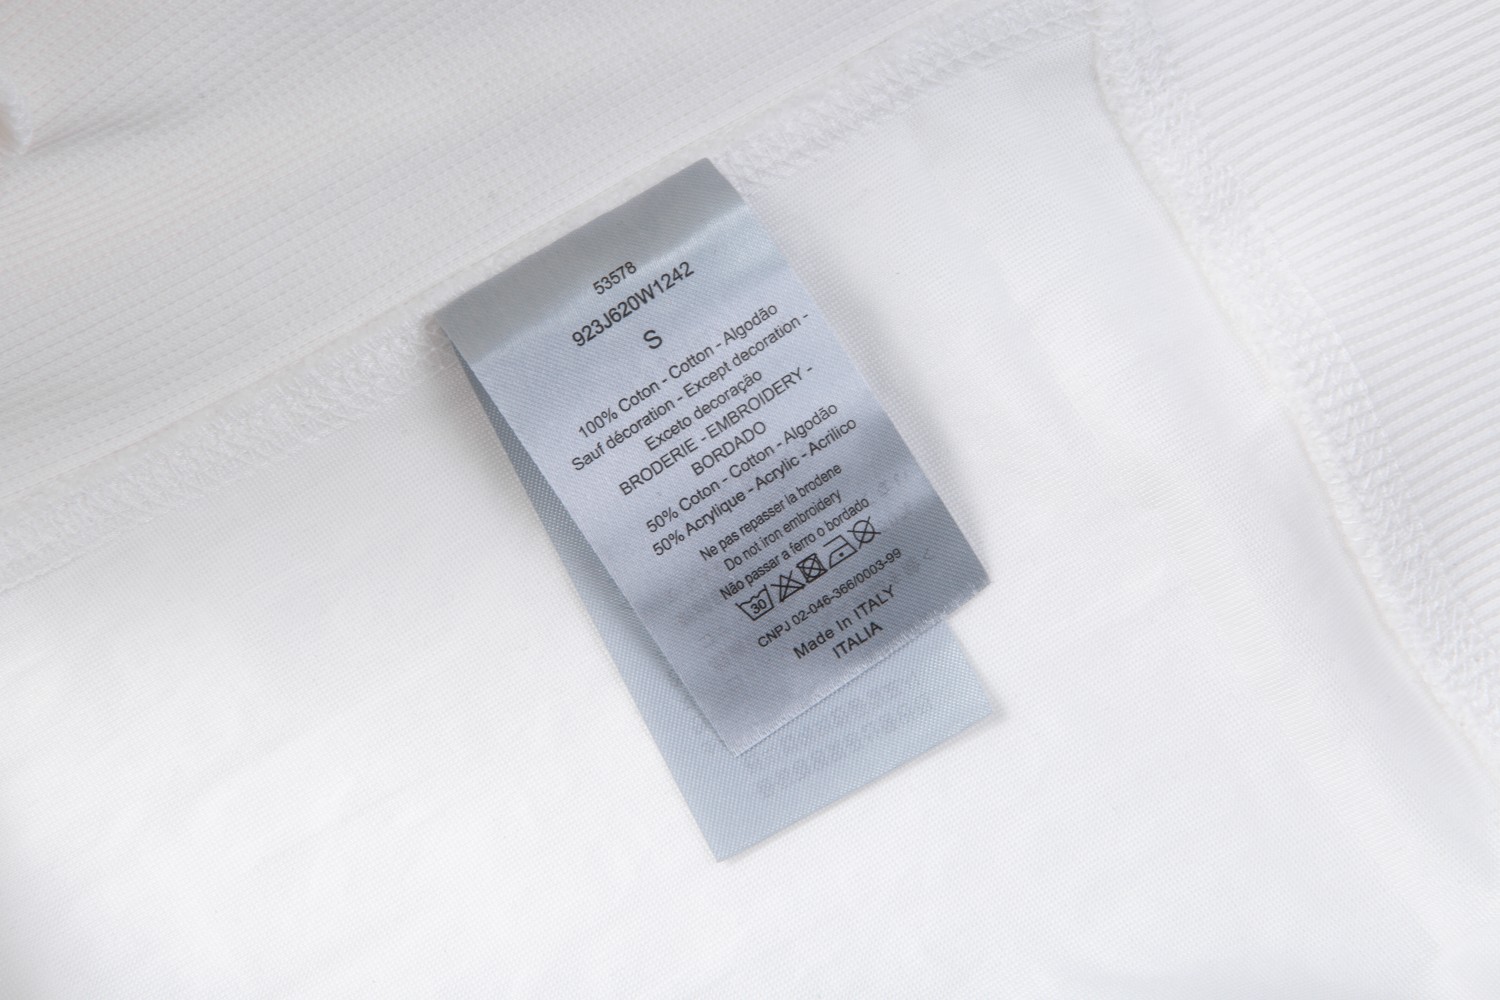 53578
923J620W1242
S
100% Coton - Cotton - Algodão
Sauf décoration - Except decoration -
Exceto decoração
BRODERIE - EMBROIDERY -
BORDADO
50% Coton - Cotton - Algodão
50% Acrylique - Acrylic - Acrílico
Ne pas repasser la brodene
Do not iron embroidery
Não passar a ferro o bordado
30
CNPJ 02-046-366/0003-99
Made In ITALY
ITALIA